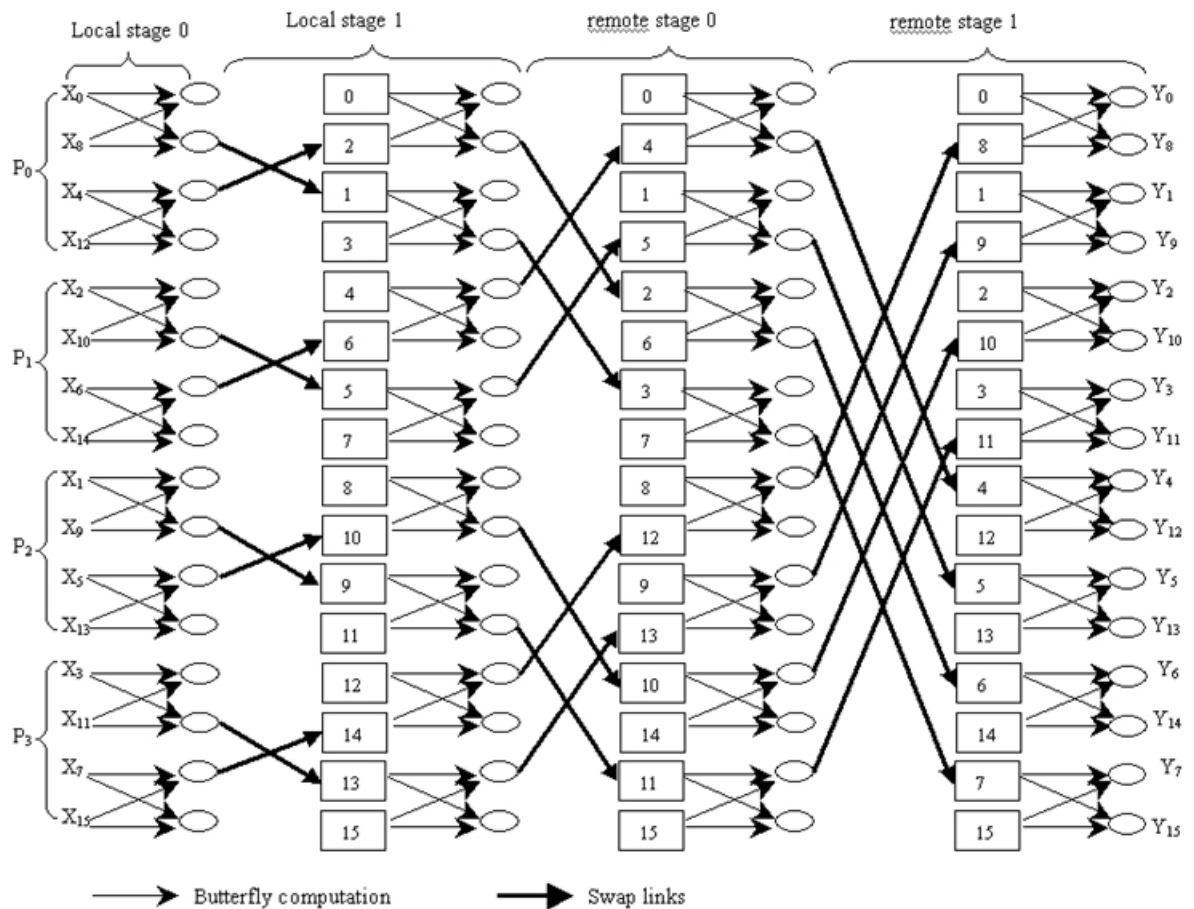 Local stage 0 Local stage 1 remote stage 0 remote stage 1
X0 0 0 0 Y0
X8 2 4 8 Y8
P0
X4 1 1 1 Y1
X12 3 5 9 Y9
X2 4 2 2 Y2
X10 6 6 10 Y10
P1
X6 5 3 3 Y3
X14 7 7 11 Y11
X1 8 8 4 Y4
X9 10 12 12 Y12
P2
X5 9 9 5 Y5
X13 11 13 13 Y13
X3 12 10 6 Y6
X11 14 14 14 Y14
P3
X7 13 11 7 Y7
X15 15 15 15 Y15
Butterfly computation Swap links